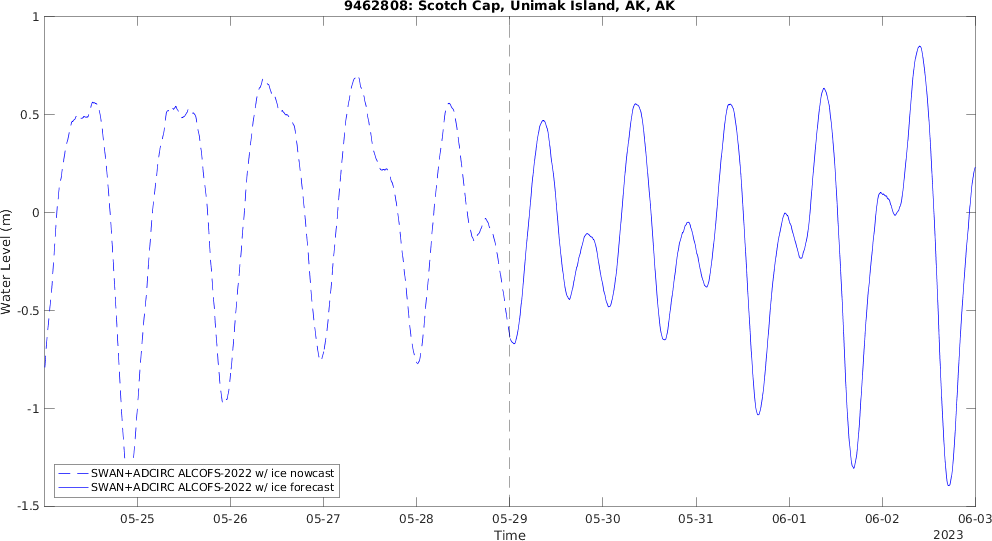 9462808: Scotch Cap, Unimak Island, AK, AK
Water Level (m)
1
0.5
0
-0.5
-1
-1.5
SWAN+ADCIRC ALCOFS-2022 w/ ice nowcast
SWAN+ADCIRC ALCOFS-2022 w/ ice forecast
05-25 05-26 05-27 05-28 05-29 05-30 05-31 06-01 06-02 06-03
Time
2023